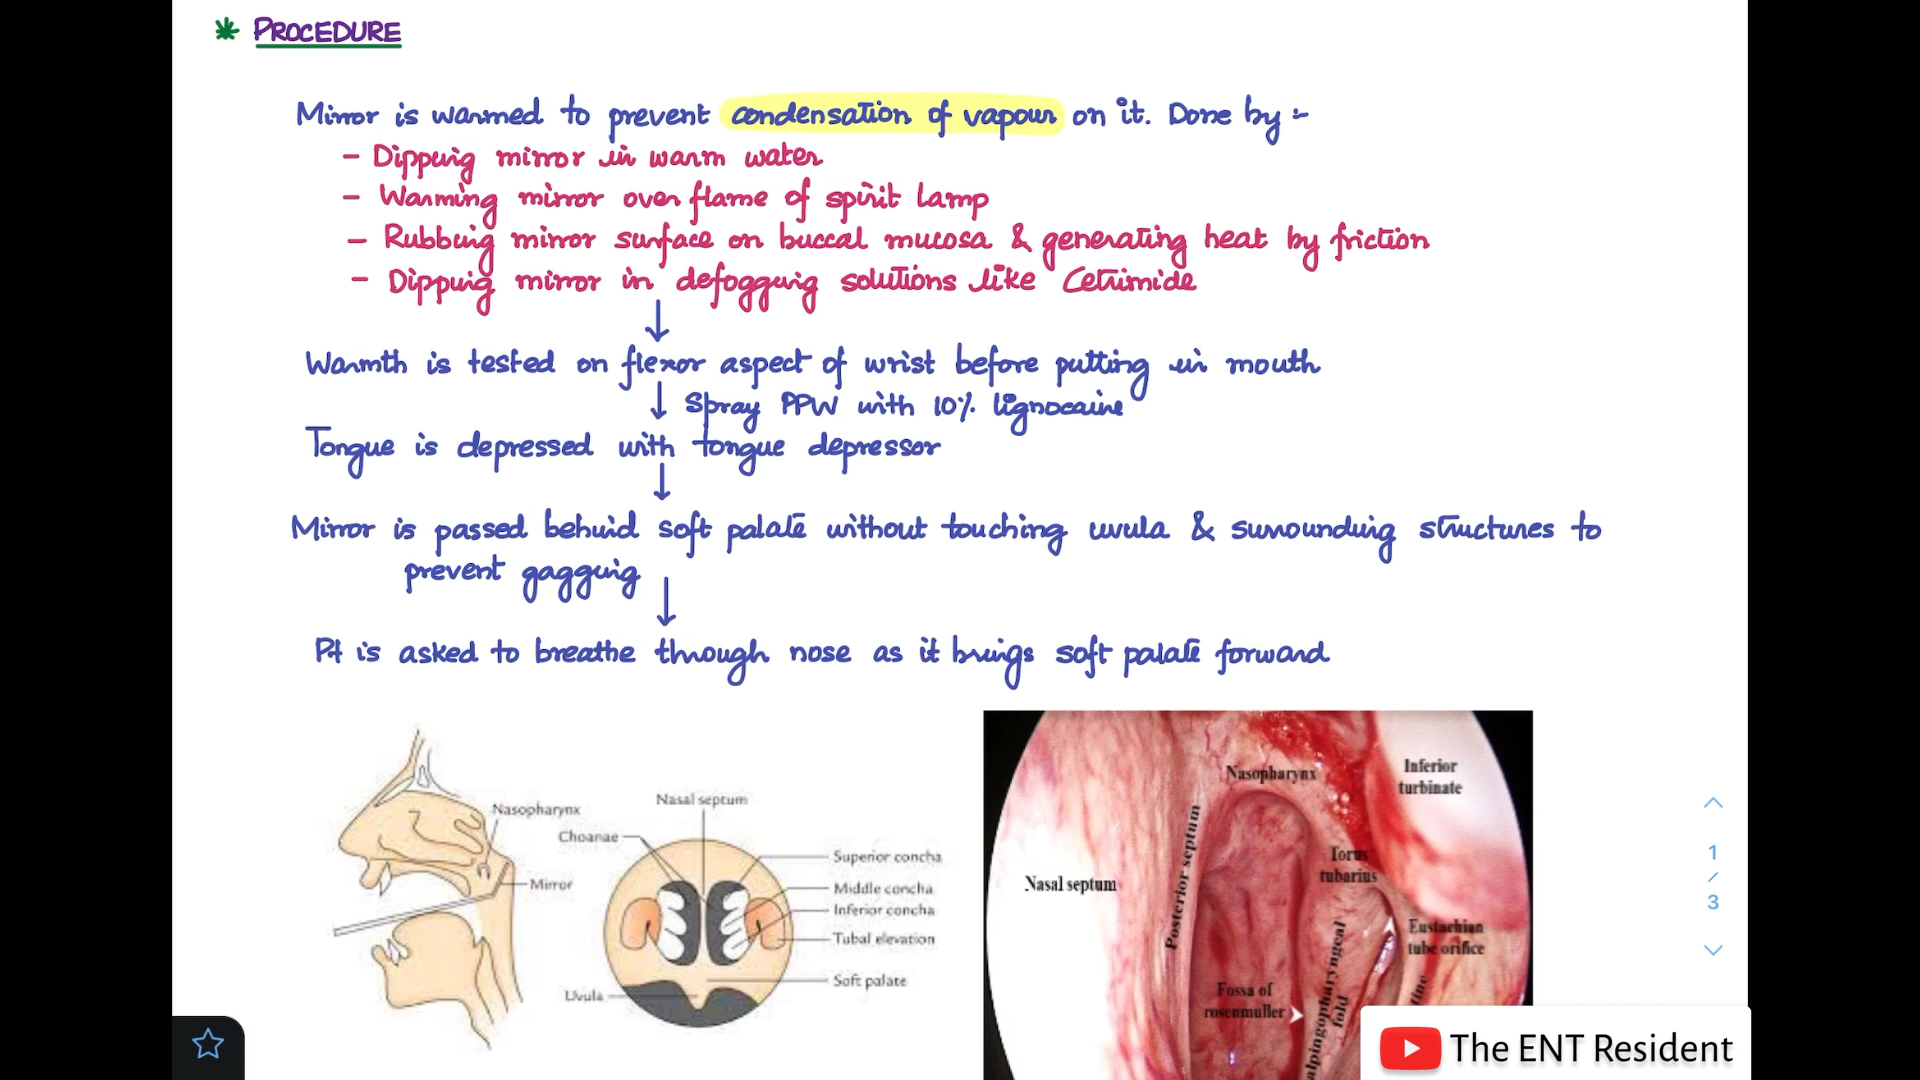 * PROCEDURE
Mirror is warmed to prevent condensation of vapour on it. Done by :-
- Dipping mirror in warm water
- Warming mirror over flame of spirit lamp
- Rubbing mirror surface on buccal mucosa & generating heat by friction
- Dipping mirror in defogging solutions like Cetrimide
↓
Warmth is tested on flexor aspect of wrist before putting in mouth
↓ Spray PPW with 10% lignocaine
Tongue is depressed with tongue depressor
↓
Mirror is passed behind soft palate without touching uvula & surrounding structures to
prevent gagging
↓
Pt is asked to breathe through nose as it brings soft palate forward
Nasopharynx
Mirror
Nasal septum
Choanae
Superior concha
Middle concha
Inferior concha
Tubal elevation
Soft palate
Uvula
Nasopharynx
Inferior
turbinate
Posterior septum
Torus
tubarius
Nasal septum
Eustachian
tube orifice
Fossa of
rosenmuller
alpingopharyngeal
fold
tine
1
/
3
The ENT Resident